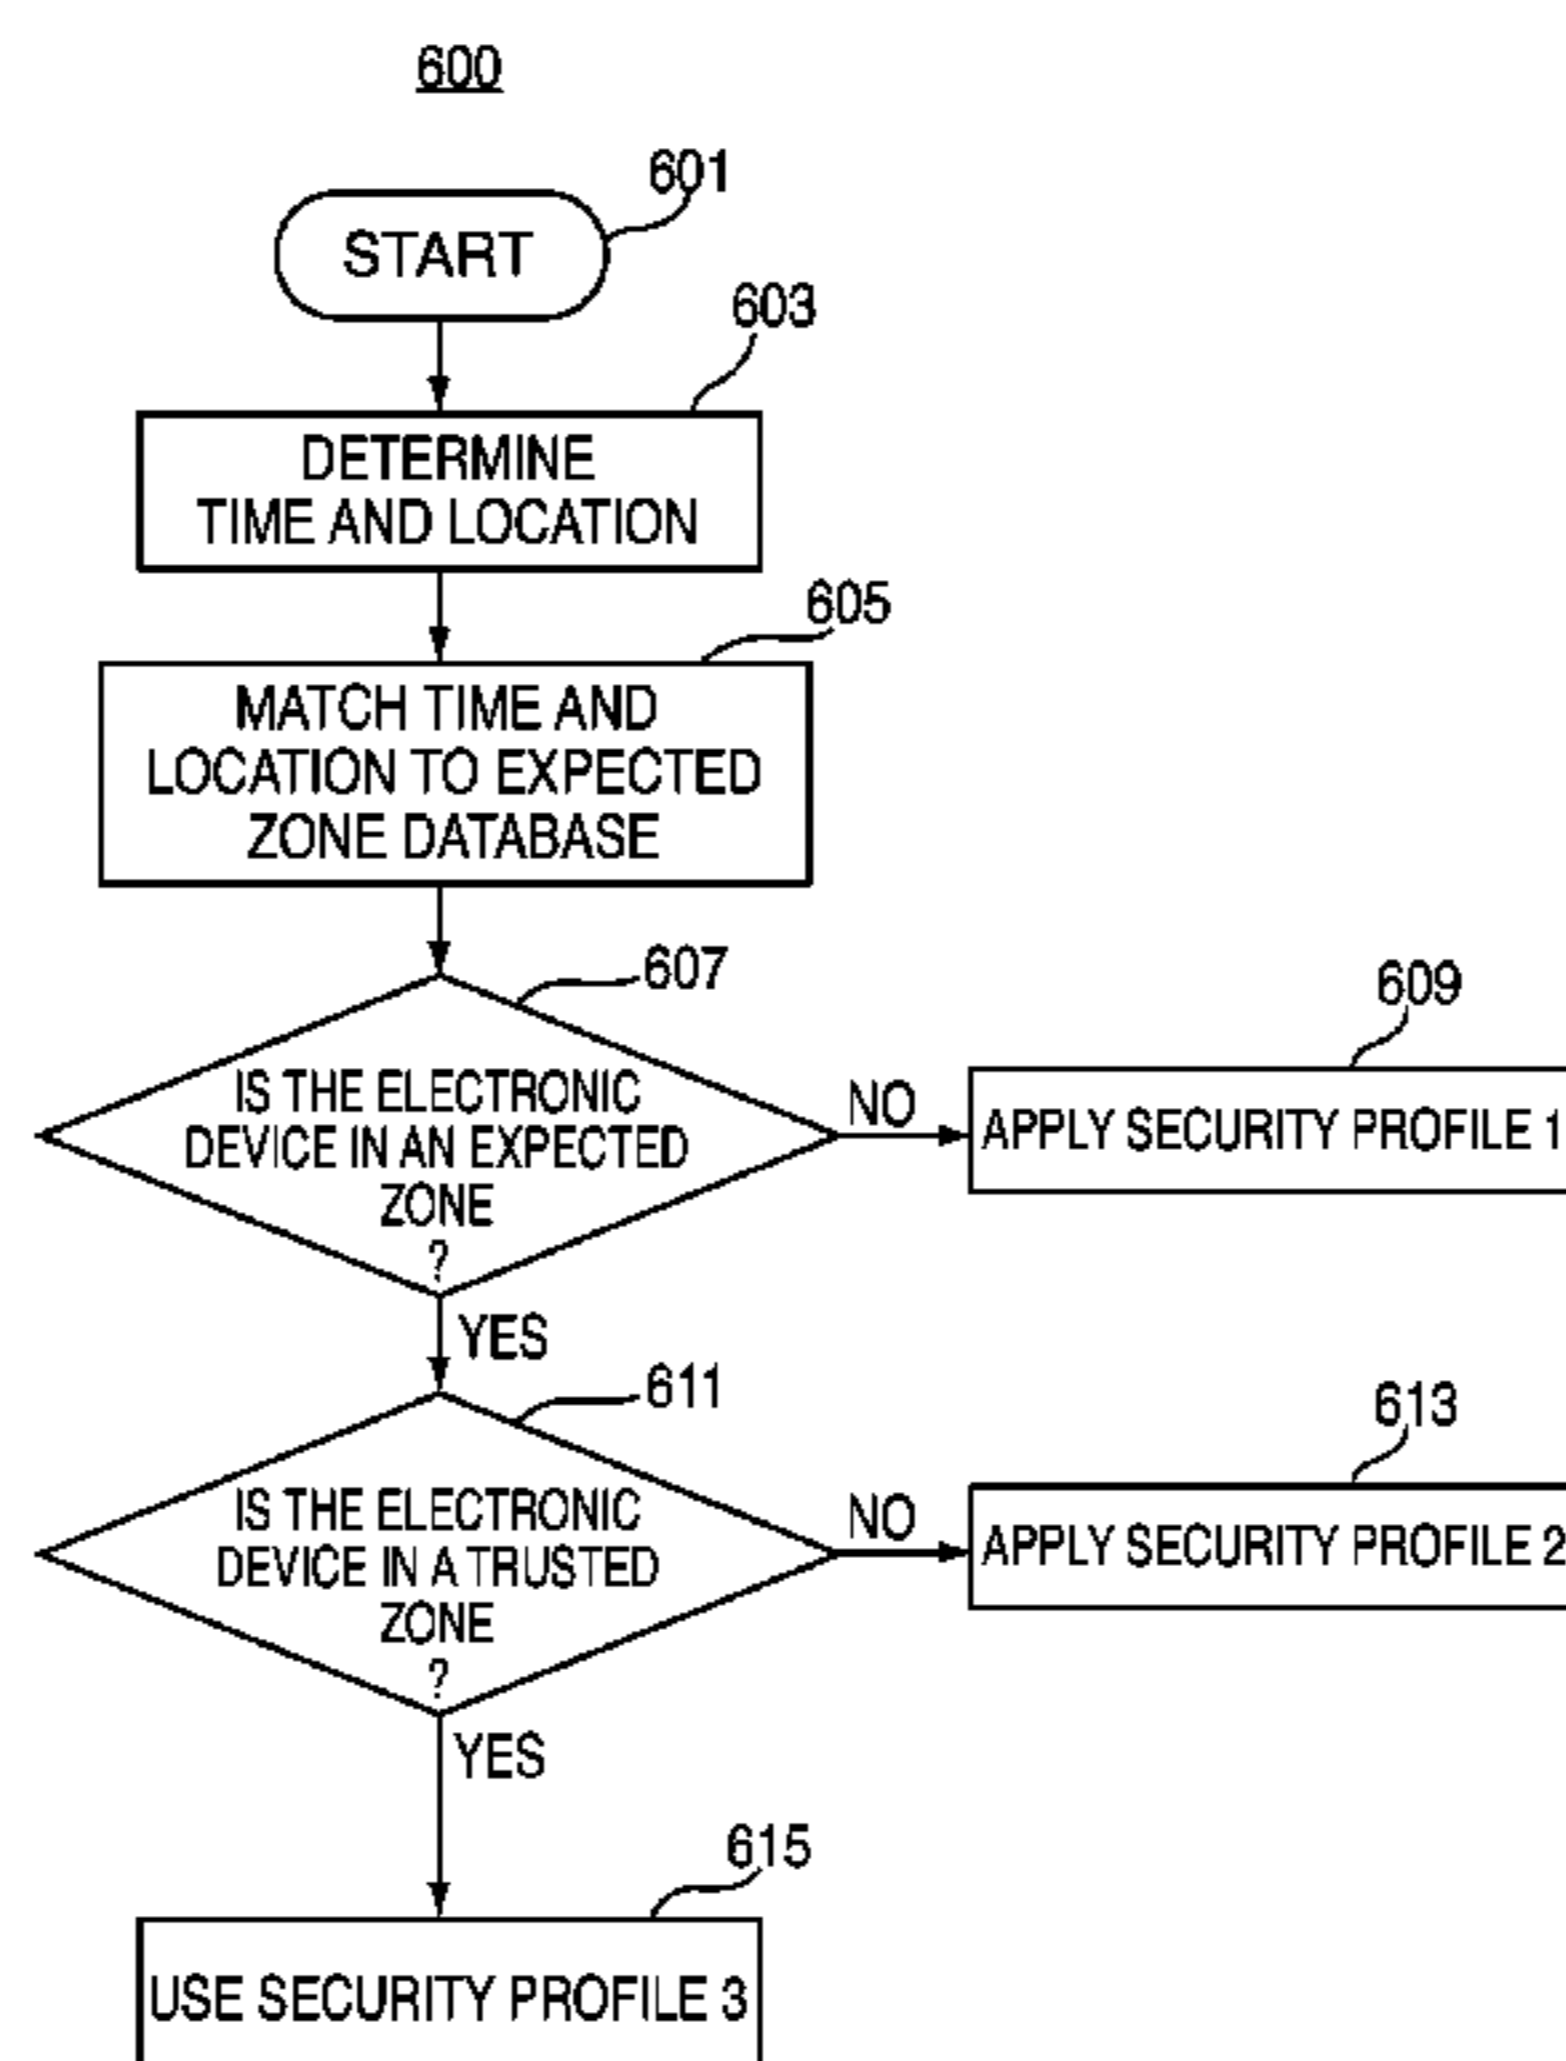 600
601
START
603
DETERMINE
TIME AND LOCATION
605
MATCH TIME AND
LOCATION TO EXPECTED
ZONE DATABASE
607
IS THE ELECTRONIC
DEVICE IN AN EXPECTED
ZONE
?
NO
609
APPLY SECURITY PROFILE 1
YES
611
IS THE ELECTRONIC
DEVICE IN A TRUSTED
ZONE
?
NO
613
APPLY SECURITY PROFILE 2
YES
615
USE SECURITY PROFILE 3